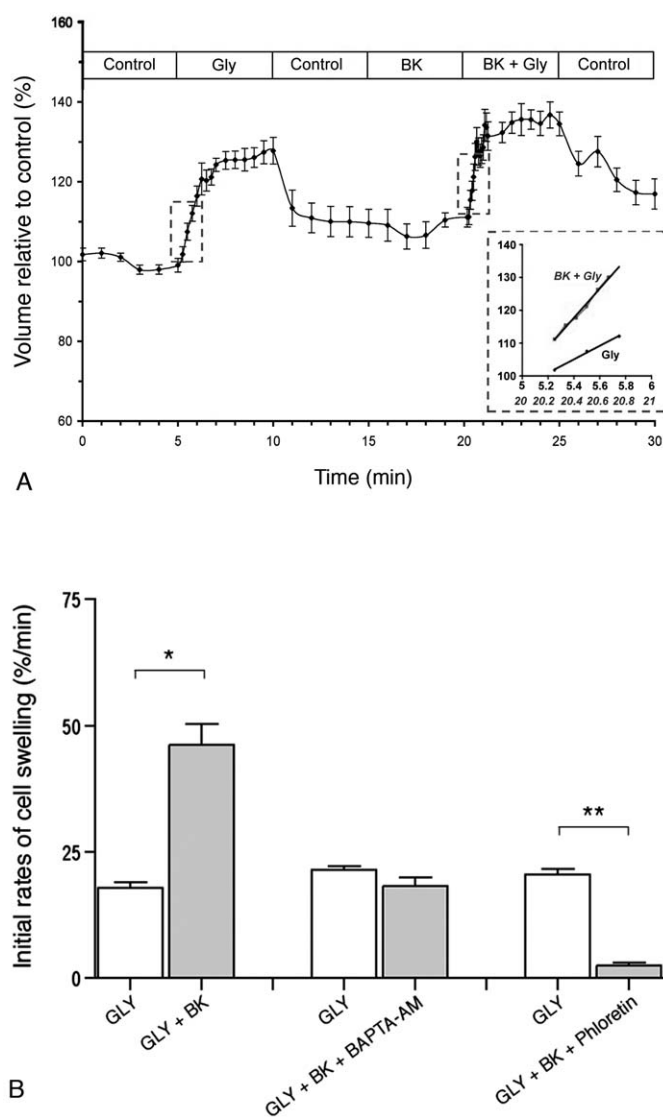 160
140
120
100
80
60
Volume relative to control (%)
Control Gly Control BK BK + Gly Control
140
130
120
110
100
BK + Gly
Gly
5 5.2 5.4 5.6 5.8 6
20 20.2 20.4 20.6 20.8 21
0 5 10 15 20 25 30
Time (min)
A
75
50
25
0
Initial rates of cell swelling (%/min)
*
**
GLY
GLY + BK
GLY
GLY + BK + BAPTA-AM
GLY
GLY + BK + Phloretin
B